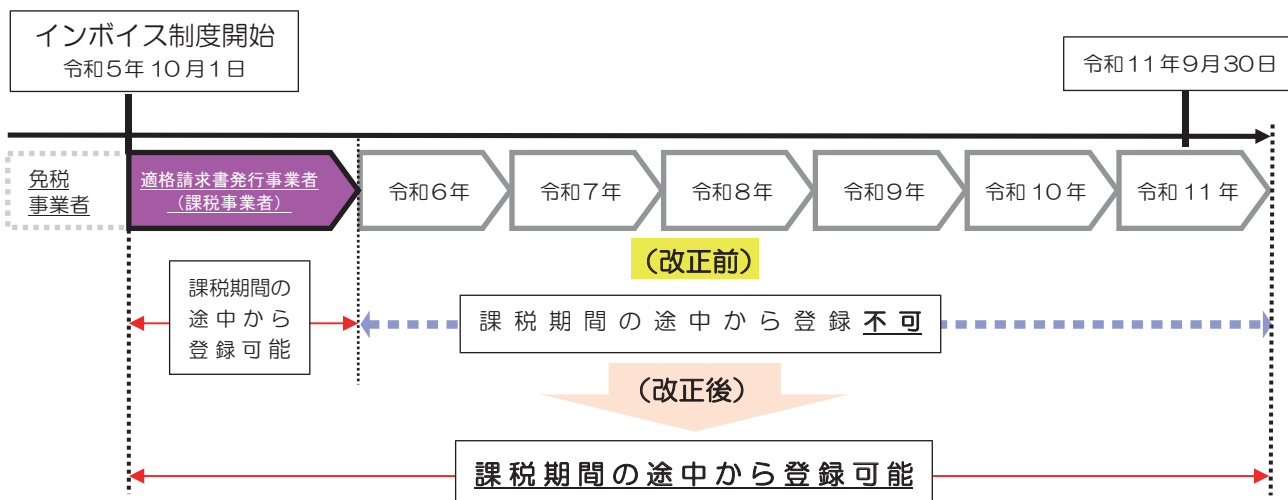 インボイス制度開始
令和5年10月1日
令和11年9月30日
免税
事業者
適格請求書発行事業者
（課税事業者）
令和6年
令和7年
令和8年
令和9年
令和10年
令和11年
（改正前）
課税期間の
途中から
登録可能
課税期間の途中から登録不可
（改正後）
課税期間の途中から登録可能